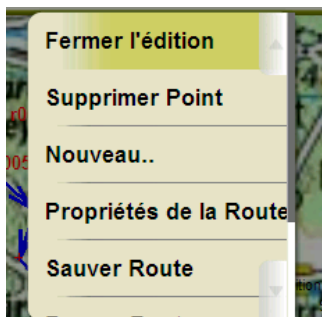 Fermer l'édition
Supprimer Point
Nouveau..
Propriétés de la Route
Sauver Route